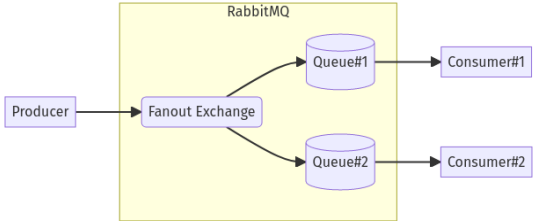 RabbitMQ
Queue#1
Consumer#1
Producer
Fanout Exchange
Queue#2
Consumer#2